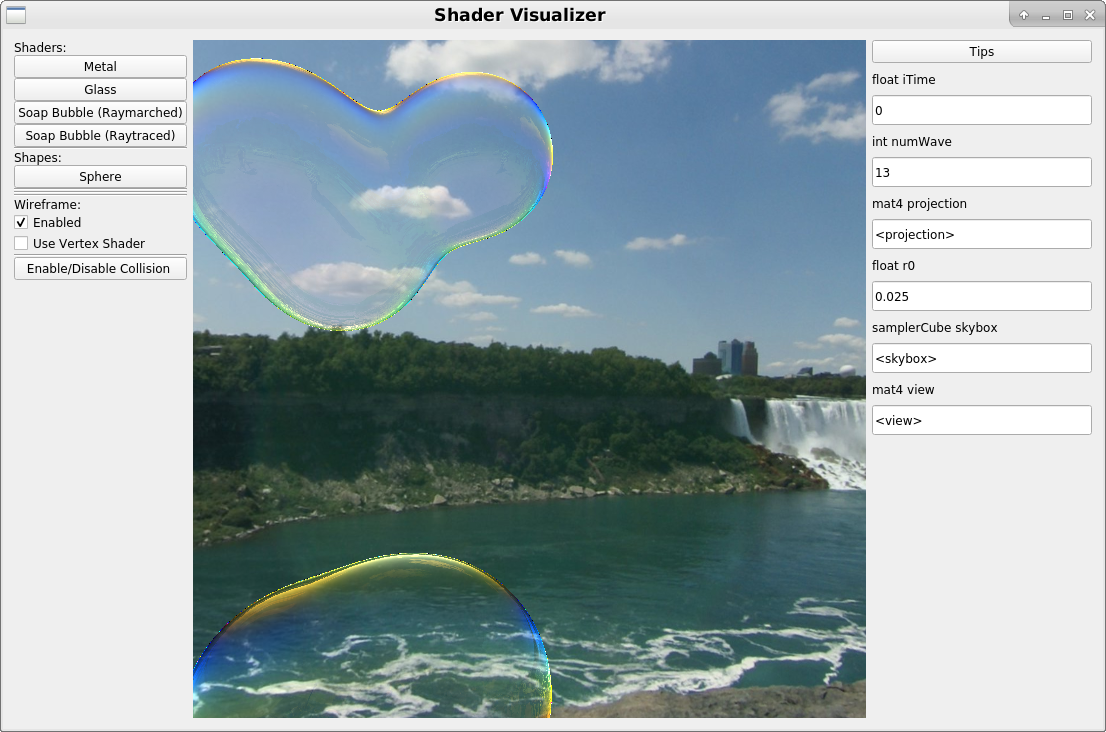 Shader Visualizer
Shaders:
Metal
Glass
Soap Bubble (Raymarched)
Soap Bubble (Raytraced)
Shapes:
Sphere
Wireframe:
Enabled
Use Vertex Shader
Enable/Disable Collision
Tips
float iTime
0
int numWave
13
mat4 projection
<projection>
float r0
0.025
samplerCube skybox
<skybox>
mat4 view
<view>